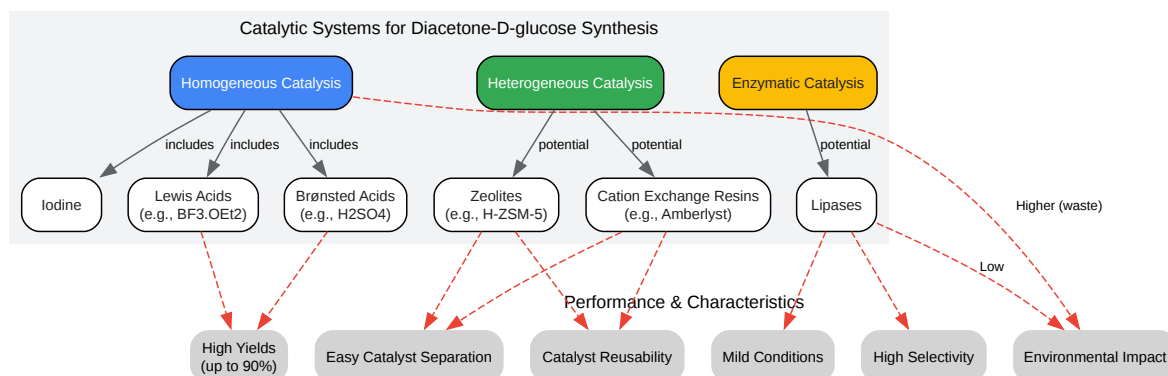 Catalytic Systems for Diacetone-D-glucose Synthesis
Homogeneous Catalysis
Heterogeneous Catalysis
Enzymatic Catalysis
includes
includes
includes
potential
potential
potential
Iodine
Lewis Acids
(e.g., BF3.OEt2)
Brønsted Acids
(e.g., H2SO4)
Zeolites
(e.g., H-ZSM-5)
Cation Exchange Resins
(e.g., Amberlyst)
Lipases
Higher (waste)
Low
Performance & Characteristics
High Yields
(up to 90%)
Easy Catalyst Separation
Catalyst Reusability
Mild Conditions
High Selectivity
Environmental Impact